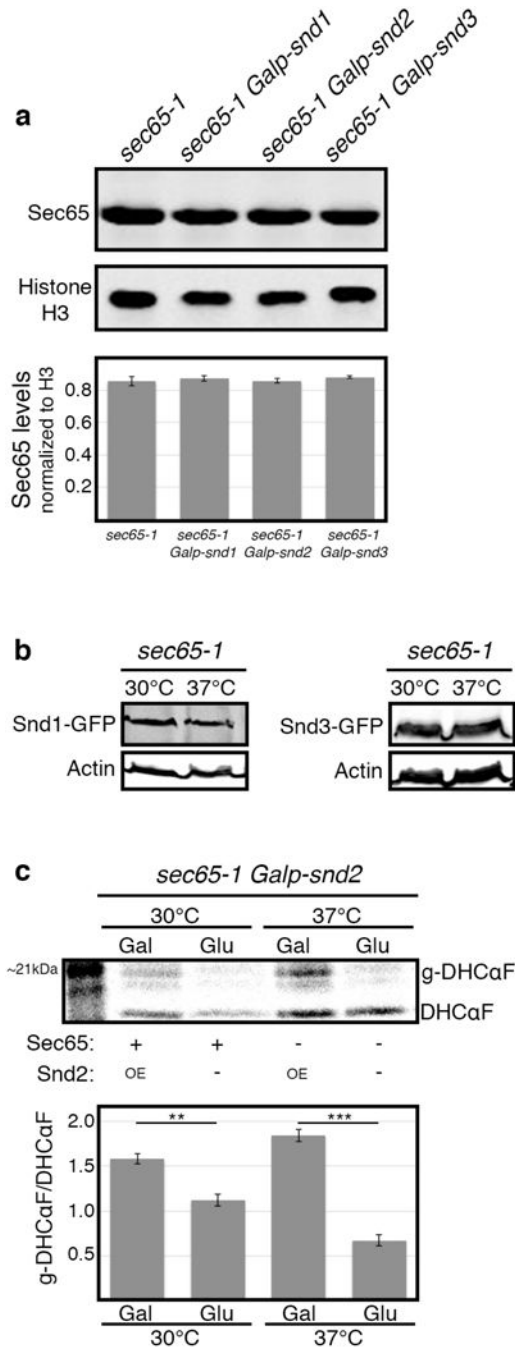 a
sec65-1 sec65-1 Galp-snd1 sec65-1 Galp-snd2 sec65-1 Galp-snd3
Sec65
Histone
H3
Sec65 levels
normalized to H3
0.8
0.6
0.4
0.2
sec65-1 sec65-1 sec65-1 sec65-1
Galp-snd1 Galp-snd2 Galp-snd3
b
sec65-1 sec65-1
30°C 37°C 30°C 37°C
Snd1-GFP Snd3-GFP
Actin Actin
c
sec65-1 Galp-snd2
30°C 37°C
Gal Glu Gal Glu
~21kDa g-DHCαF
DHCαF
Sec65: + + - -
Snd2: OE - OE -
g-DHCαF/DHCαF
2.0
1.5
1.0
0.5
** ***
Gal Glu Gal Glu
30°C 37°C